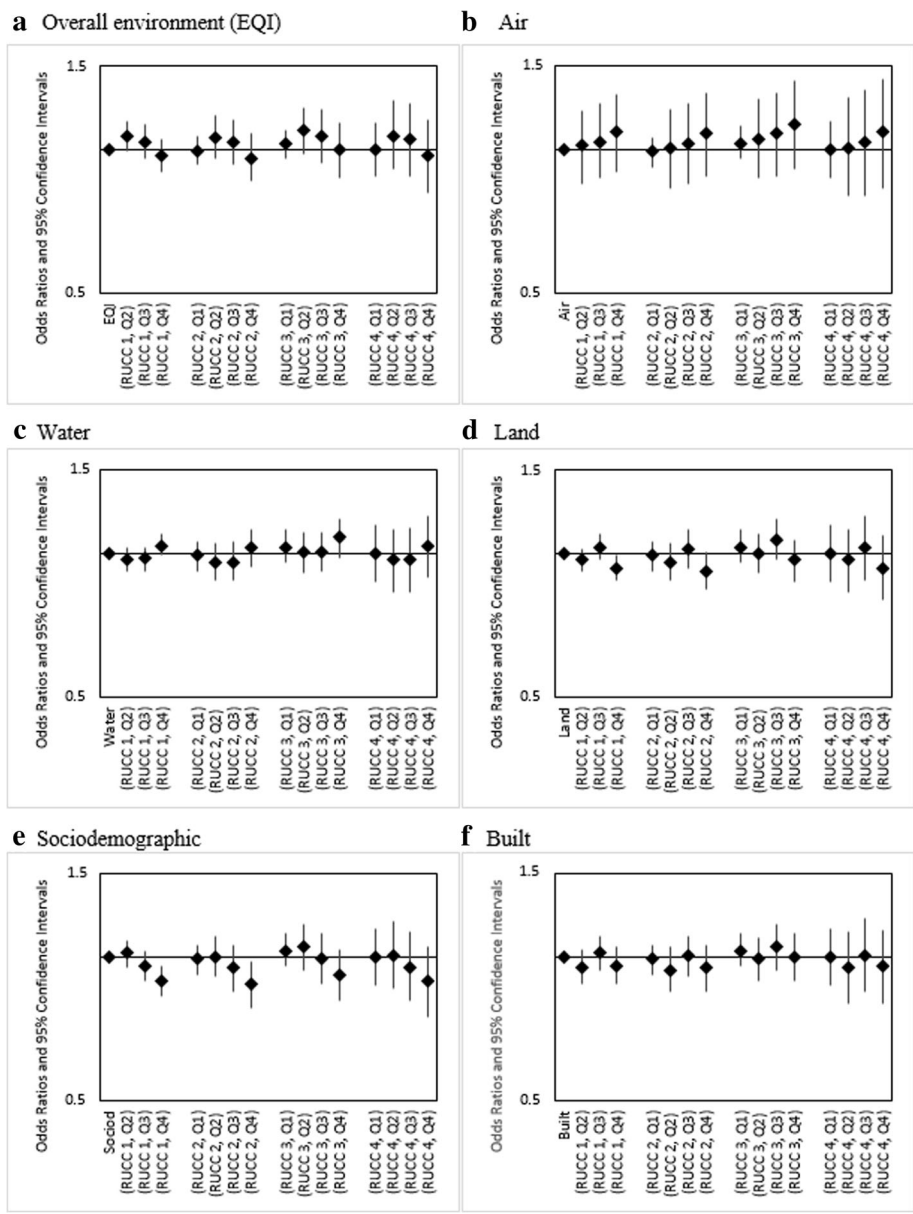 a Overall environment (EQI)
Odds Ratios and 95% Confidence Intervals
1.5
0.5
EQI
(RUCC 1, Q2)
(RUCC 1, Q3)
(RUCC 1, Q4)
(RUCC 2, Q1)
(RUCC 2, Q2)
(RUCC 2, Q3)
(RUCC 2, Q4)
(RUCC 3, Q1)
(RUCC 3, Q2)
(RUCC 3, Q3)
(RUCC 3, Q4)
(RUCC 4, Q1)
(RUCC 4, Q2)
(RUCC 4, Q3)
(RUCC 4, Q4)
b Air
Odds Ratios and 95% Confidence Intervals
1.5
0.5
Air
(RUCC 1, Q2)
(RUCC 1, Q3)
(RUCC 1, Q4)
(RUCC 2, Q1)
(RUCC 2, Q2)
(RUCC 2, Q3)
(RUCC 2, Q4)
(RUCC 3, Q1)
(RUCC 3, Q2)
(RUCC 3, Q3)
(RUCC 3, Q4)
(RUCC 4, Q1)
(RUCC 4, Q2)
(RUCC 4, Q3)
(RUCC 4, Q4)
c Water
Odds Ratios and 95% Confidence Intervals
1.5
0.5
Water
(RUCC 1, Q2)
(RUCC 1, Q3)
(RUCC 1, Q4)
(RUCC 2, Q1)
(RUCC 2, Q2)
(RUCC 2, Q3)
(RUCC 2, Q4)
(RUCC 3, Q1)
(RUCC 3, Q2)
(RUCC 3, Q3)
(RUCC 3, Q4)
(RUCC 4, Q1)
(RUCC 4, Q2)
(RUCC 4, Q3)
(RUCC 4, Q4)
d Land
Odds Ratios and 95% Confidence Intervals
1.5
0.5
Land
(RUCC 1, Q2)
(RUCC 1, Q3)
(RUCC 1, Q4)
(RUCC 2, Q1)
(RUCC 2, Q2)
(RUCC 2, Q3)
(RUCC 2, Q4)
(RUCC 3, Q1)
(RUCC 3, Q2)
(RUCC 3, Q3)
(RUCC 3, Q4)
(RUCC 4, Q1)
(RUCC 4, Q2)
(RUCC 4, Q3)
(RUCC 4, Q4)
e Sociodemographic
Odds Ratios and 95% Confidence Intervals
1.5
0.5
Sociod
(RUCC 1, Q2)
(RUCC 1, Q3)
(RUCC 1, Q4)
(RUCC 2, Q1)
(RUCC 2, Q2)
(RUCC 2, Q3)
(RUCC 2, Q4)
(RUCC 3, Q1)
(RUCC 3, Q2)
(RUCC 3, Q3)
(RUCC 3, Q4)
(RUCC 4, Q1)
(RUCC 4, Q2)
(RUCC 4, Q3)
(RUCC 4, Q4)
f Built
Odds Ratios and 95% Confidence Intervals
1.5
0.5
Built
(RUCC 1, Q2)
(RUCC 1, Q3)
(RUCC 1, Q4)
(RUCC 2, Q1)
(RUCC 2, Q2)
(RUCC 2, Q3)
(RUCC 2, Q4)
(RUCC 3, Q1)
(RUCC 3, Q2)
(RUCC 3, Q3)
(RUCC 3, Q4)
(RUCC 4, Q1)
(RUCC 4, Q2)
(RUCC 4, Q3)
(RUCC 4, Q4)